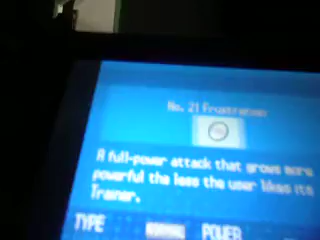 No. 21 Frustration
A full-power attack that grows more
powerful the less the user likes its
Trainer.
TYPE NORMAL POWER